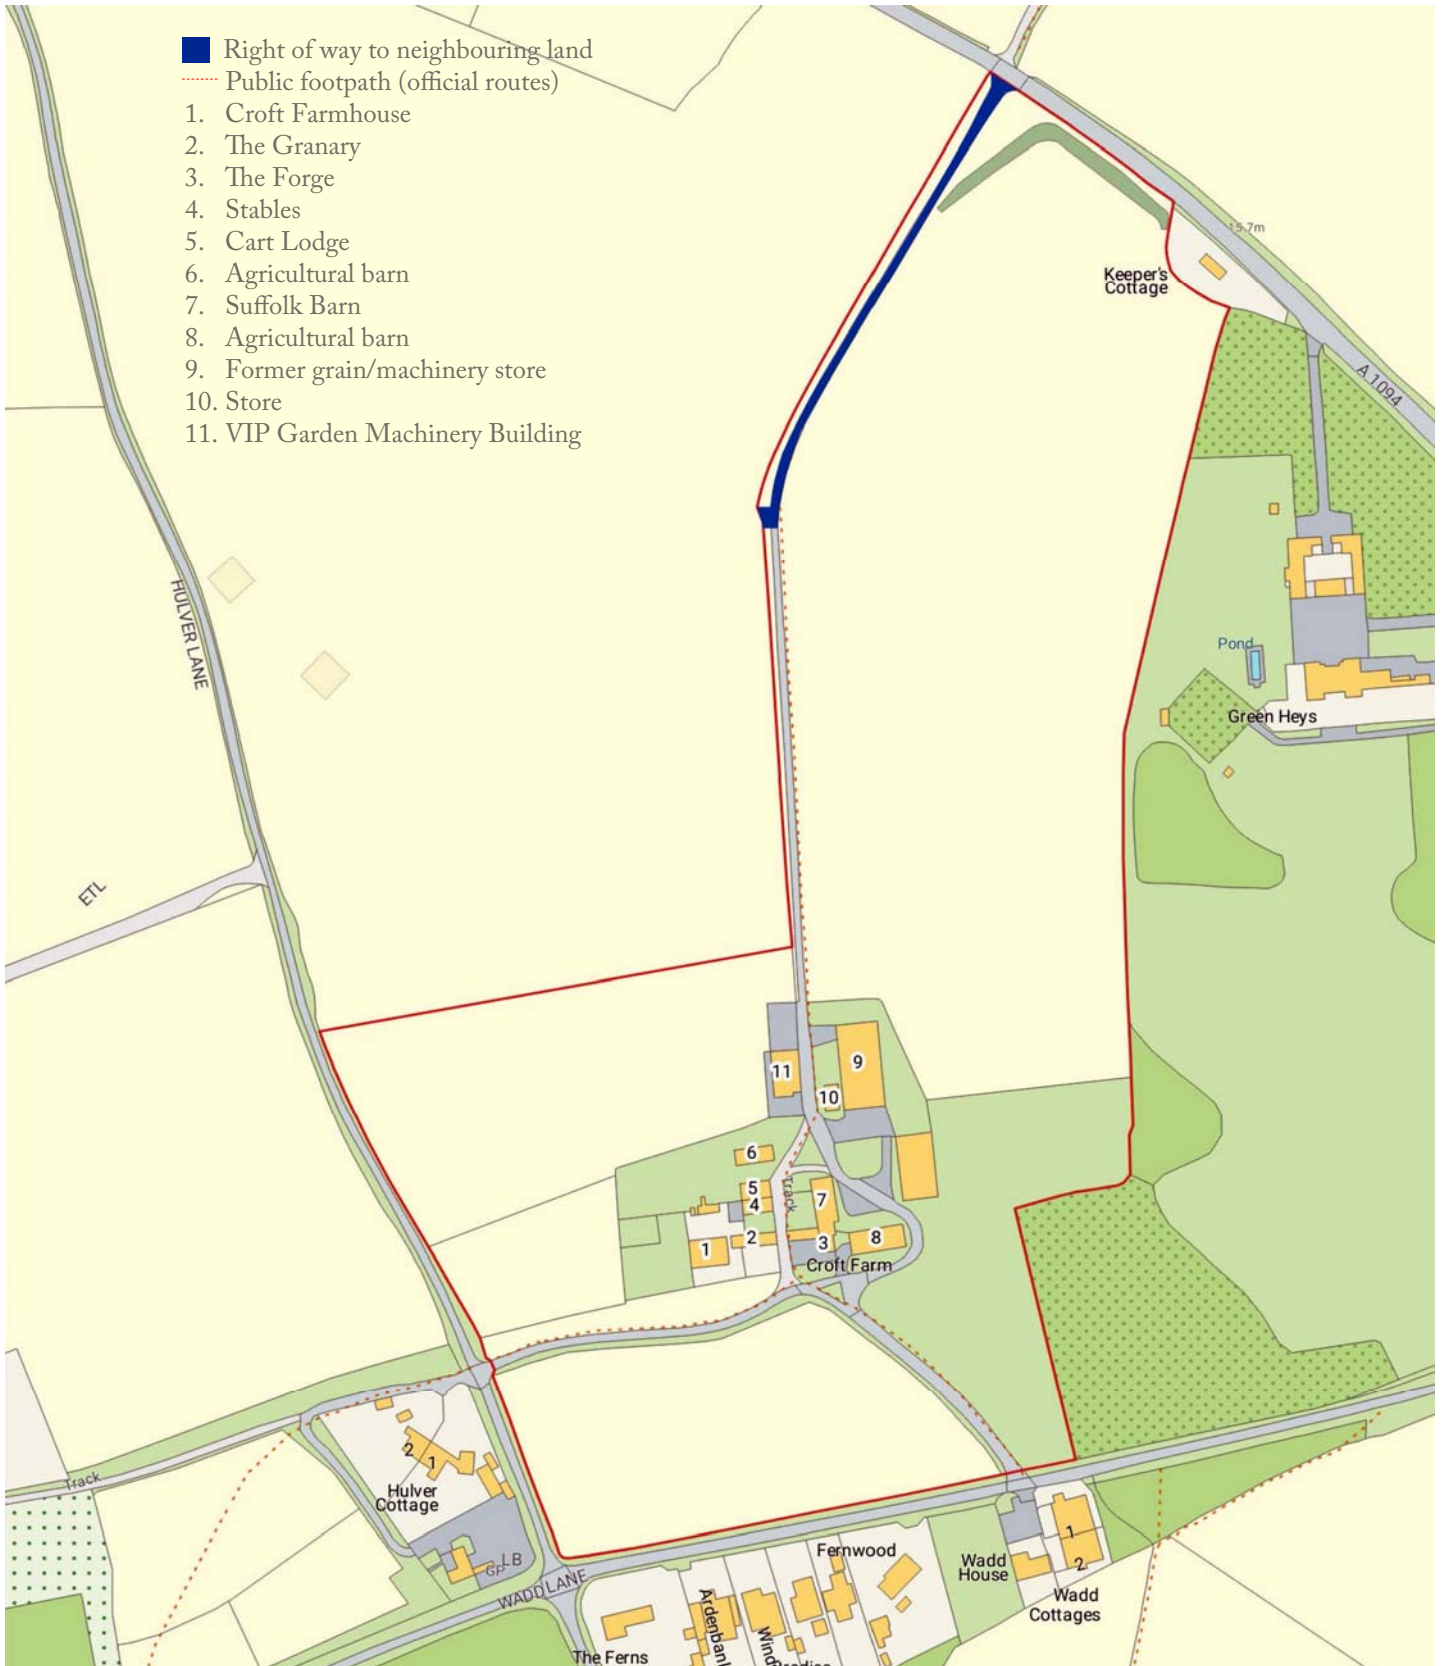 Right of way to neighbouring land
Public footpath (official routes)
1. Croft Farmhouse
2. The Granary
3. The Forge
4. Stables
5. Cart Lodge
6. Agricultural barn
7. Suffolk Barn
8. Agricultural barn
9. Former grain/machinery store
10. Store
11. VIP Garden Machinery Building
15.7m
Keeper's
Cottage
A 1094
HULVER LANE
Pond
Green Heys
ETL
11
9
10
6
5
4
Track
7
2
1
3
8
Croft Farm
2
1
Hulver
Cottage
Track
LB
GP
WADD LANE
Fernwood
Wadd
House
1
2
Wadd
Cottages
The Ferns